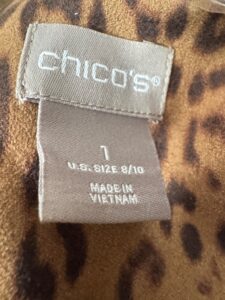 chico's®
1
U.S. SIZE 8/10
MADE IN
VIETNAM